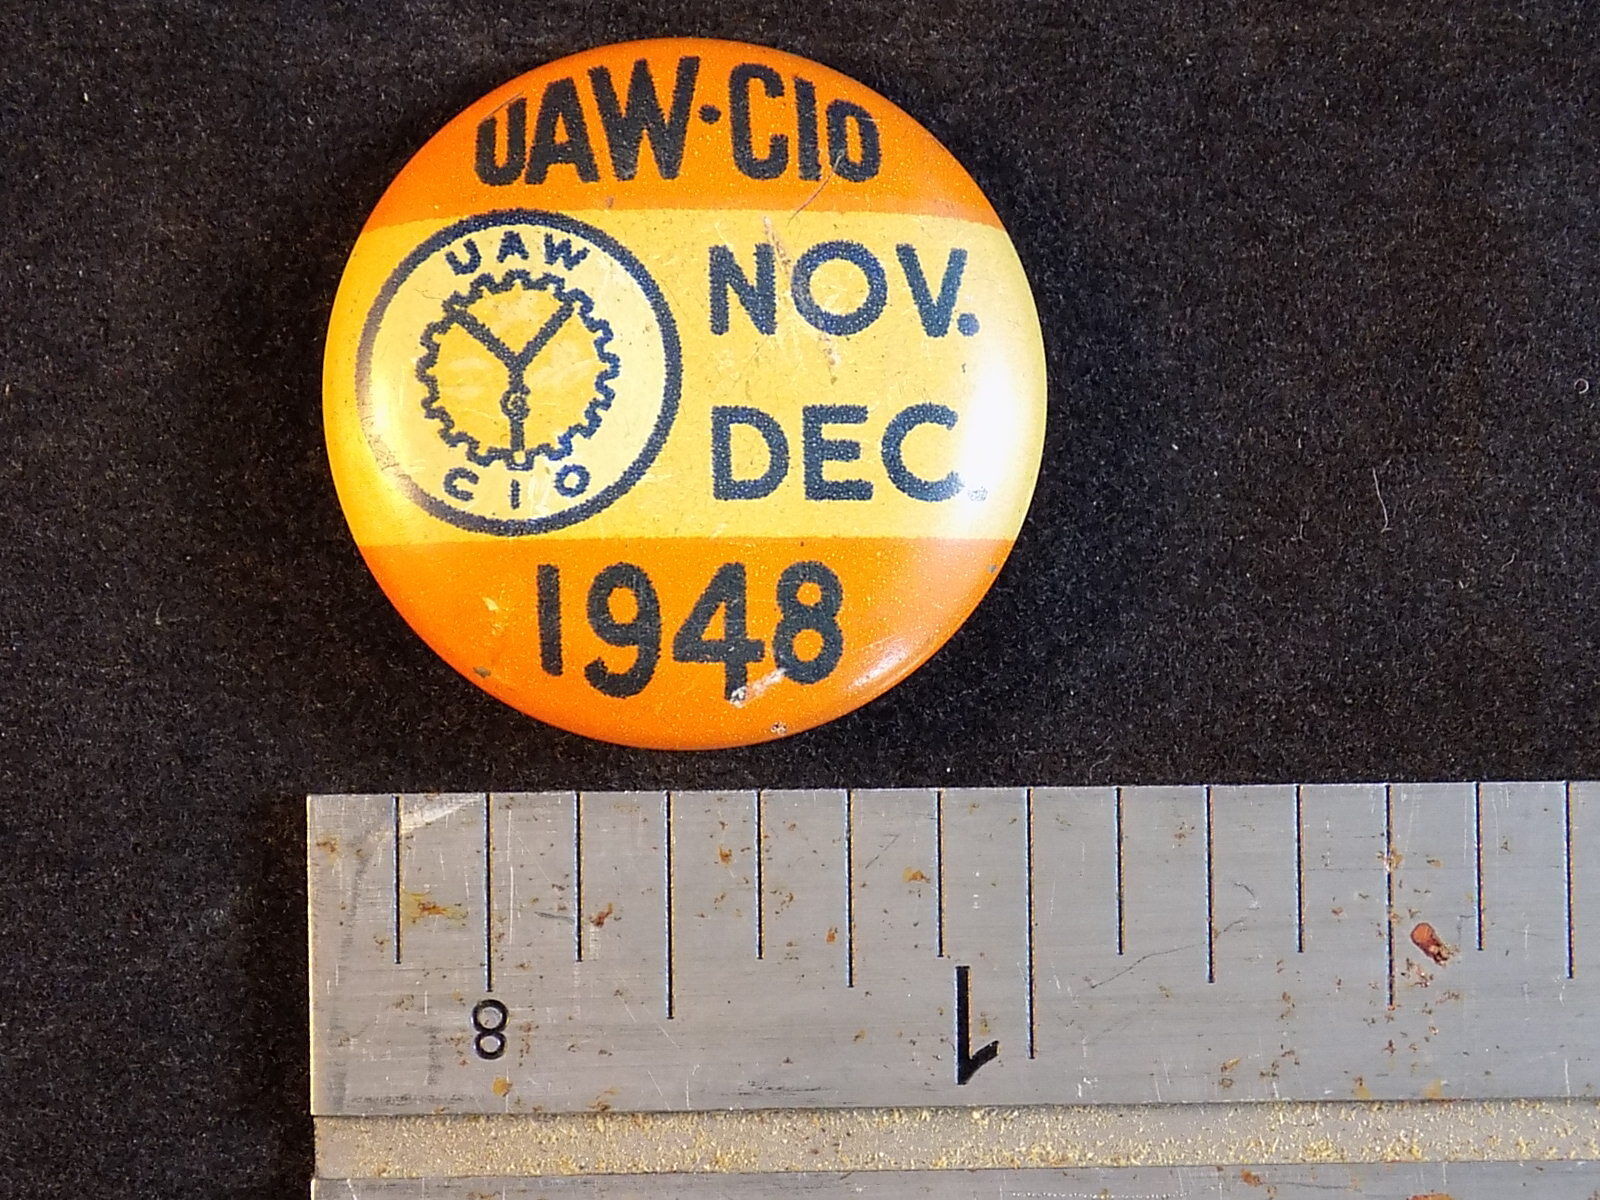 UAW·CIO
UAW
G
CIO
NOV.
DEC.
1948
8
1